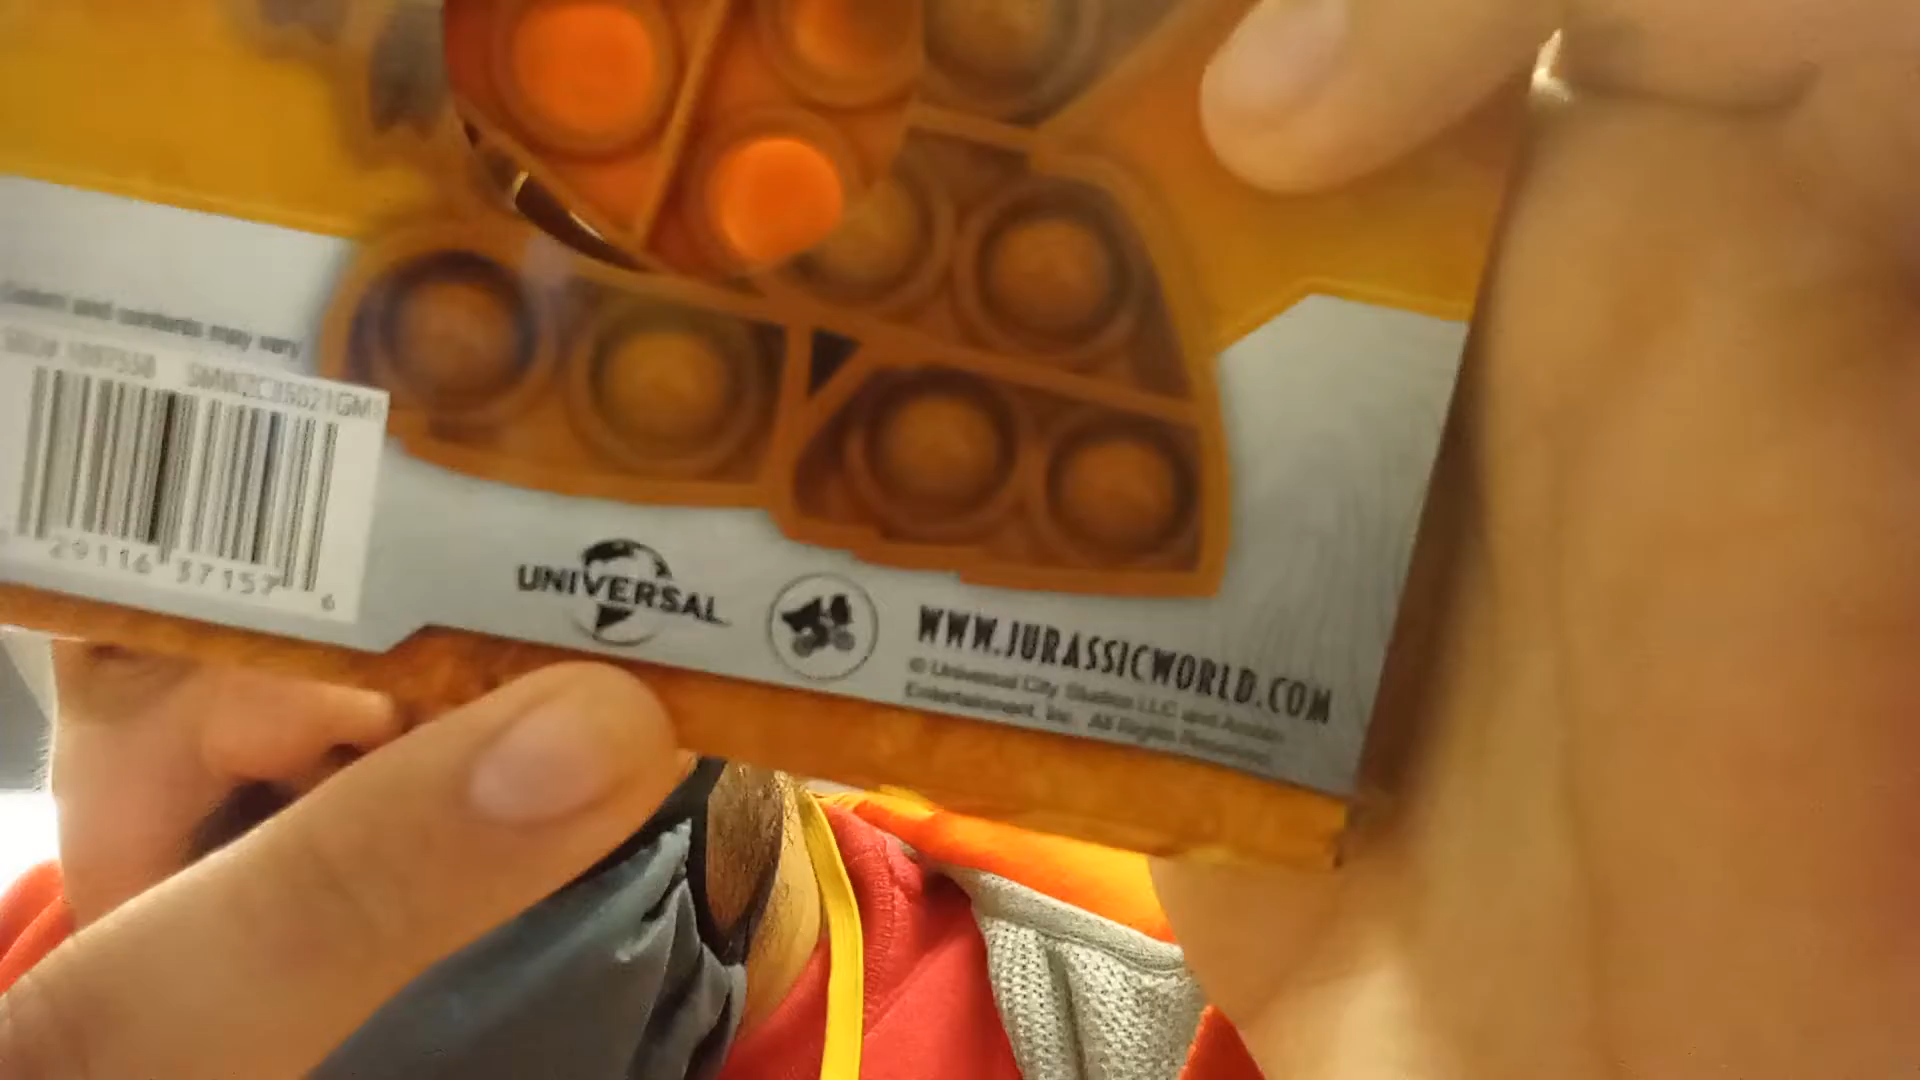 Colors and contents may vary
29116 37157 6
UNIVERSAL
WWW.JURASSICWORLD.COM
© Universal City Studios LLC and Amblin
Entertainment, Inc. All Rights Reserved.